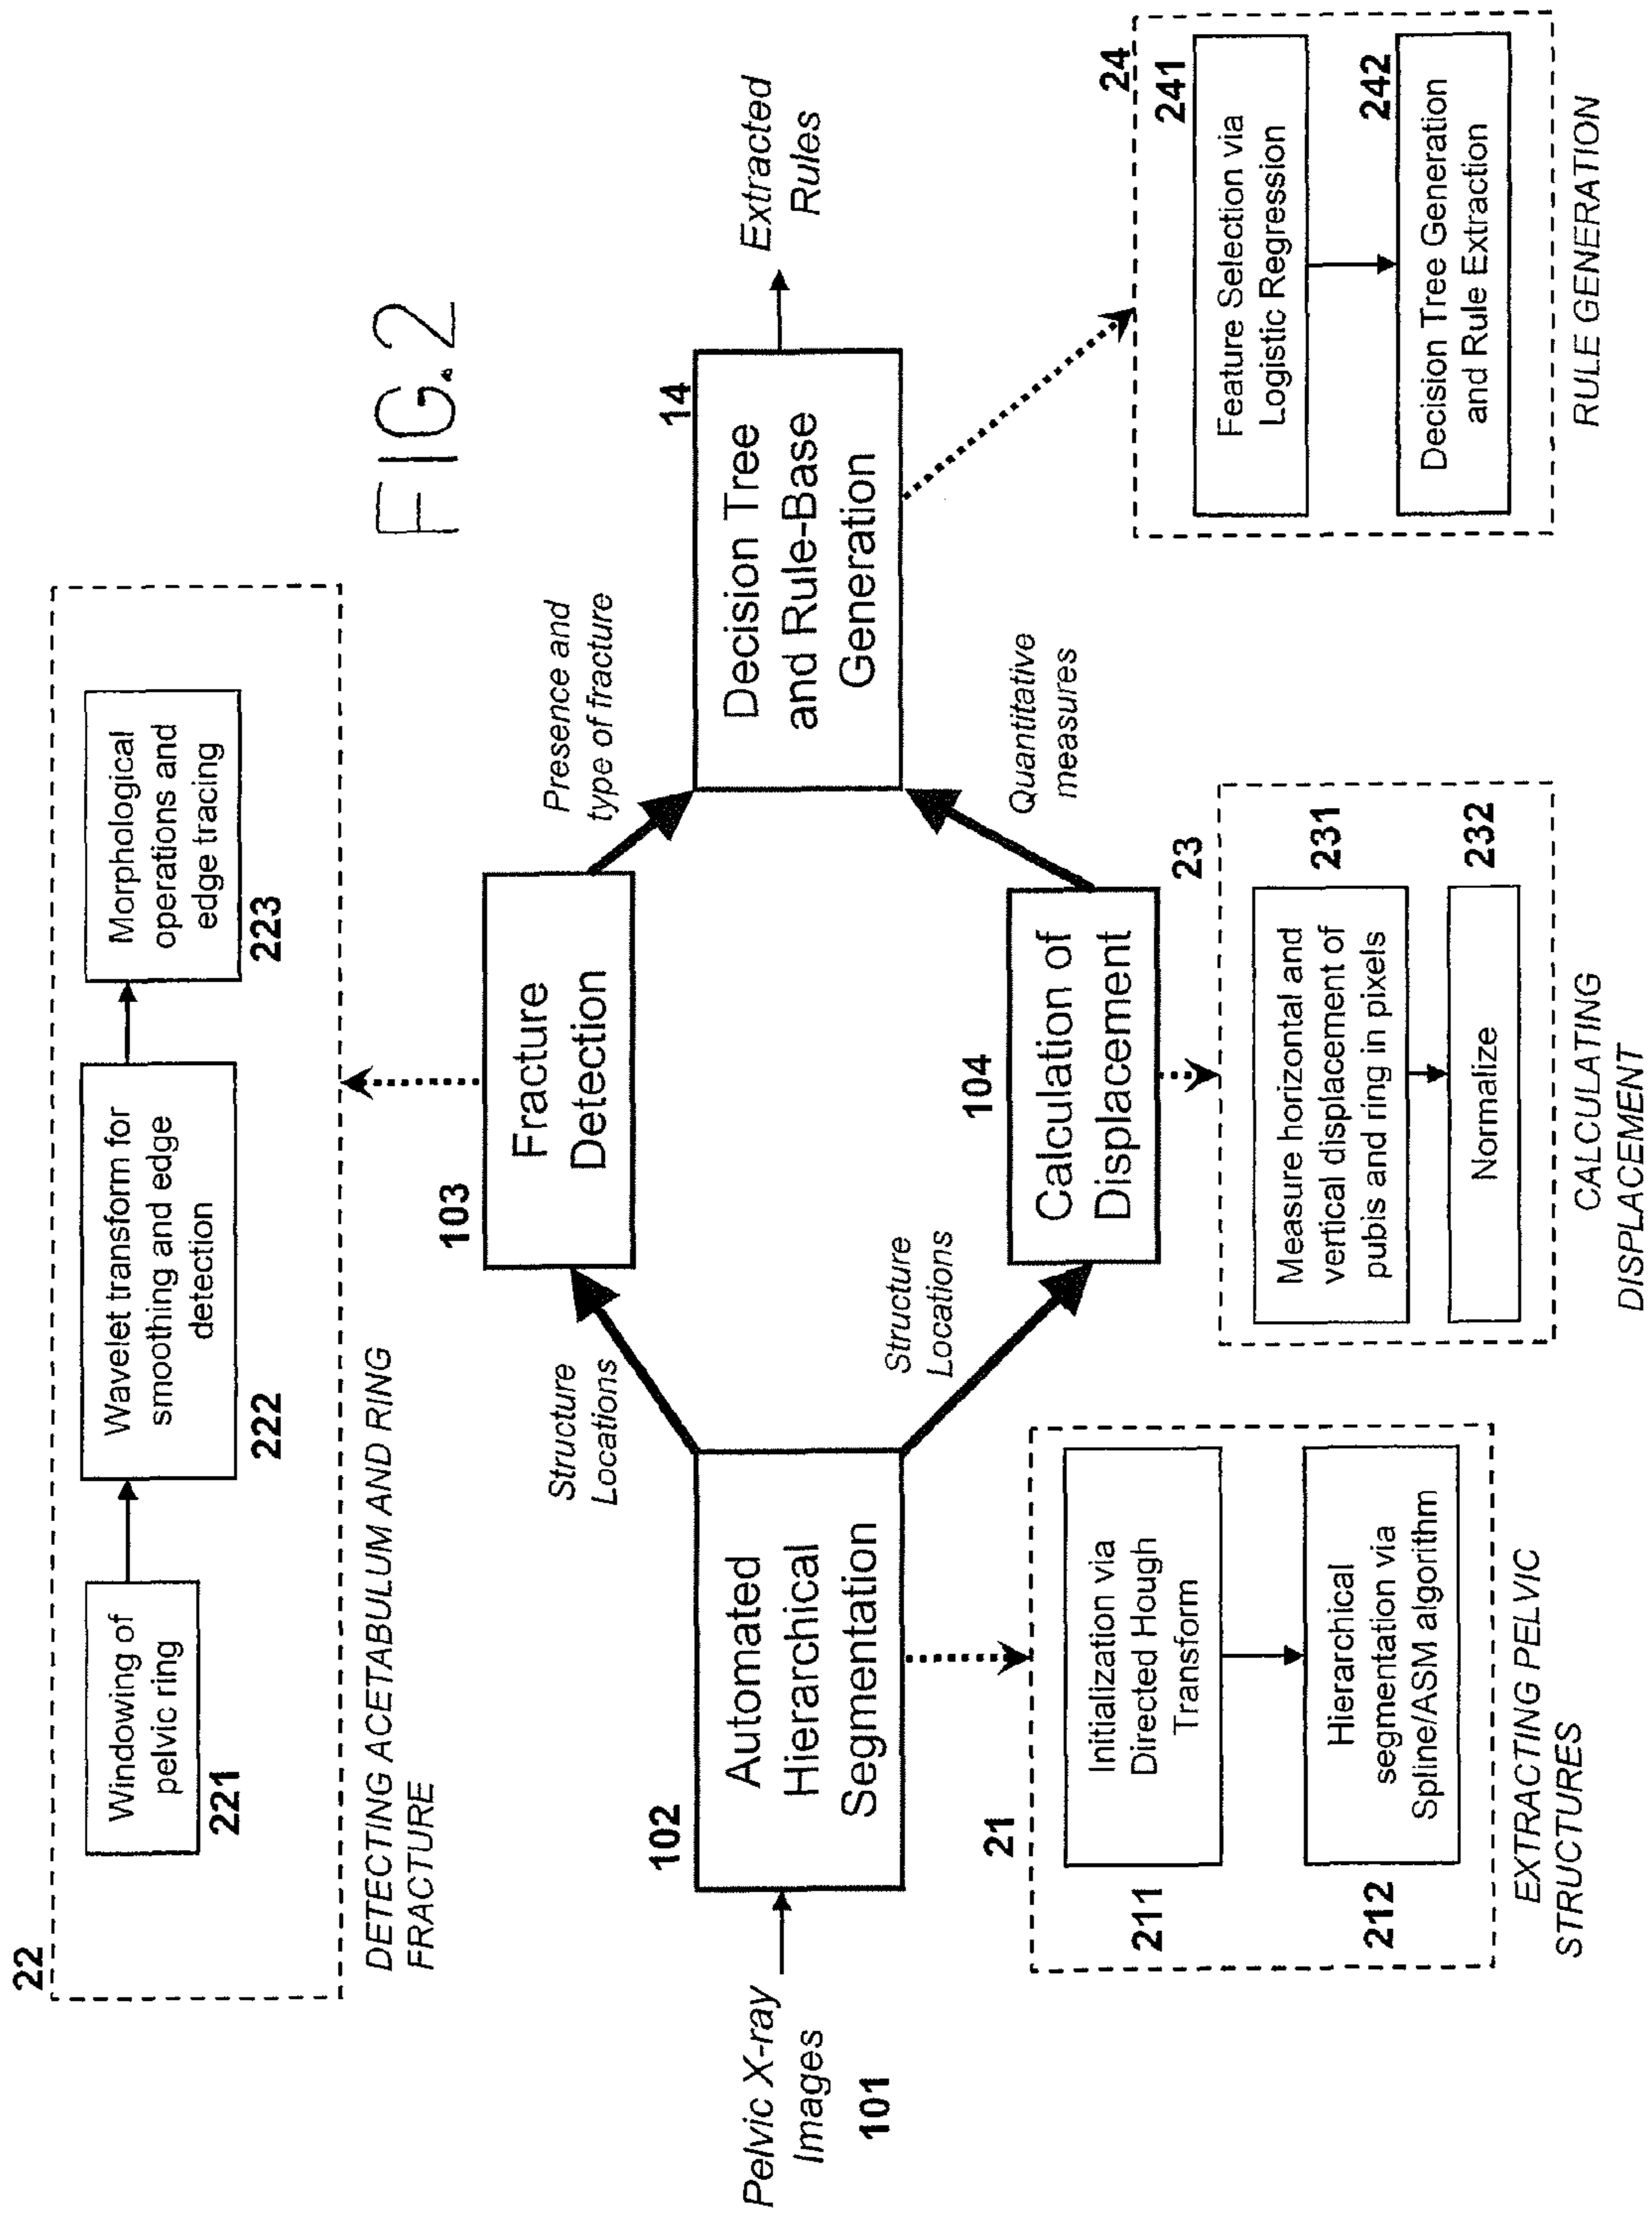 22
Windowing of
pelvic ring
221
Wavelet transform for
smoothing and edge
detection
222
Morphological
operations and
edge tracing
223
DETECTING ACETABULUM AND RING
FRACTURE
FIG.2
Pelvic X-ray
Images
101
102
Automated
Hierarchical
Segmentation
Structure
Locations
Structure
Locations
103
Fracture
Detection
104
Calculation of
Displacement
Presence and
type of fracture
Quantitative
measures
14
Decision Tree
and Rule-Base
Generation
Extracted
Rules
21
Initialization via
Directed Hough
Transform
211
Hierarchical
segmentation via
Spline/ASM algorithm
212
EXTRACTING PELVIC
STRUCTURES
23
Measure horizontal and
vertical displacement of
pubis and ring in pixels
231
Normalize
232
CALCULATING
DISPLACEMENT
24
241
Feature Selection via
Logistic Regression
242
Decision Tree Generation
and Rule Extraction
RULE GENERATION